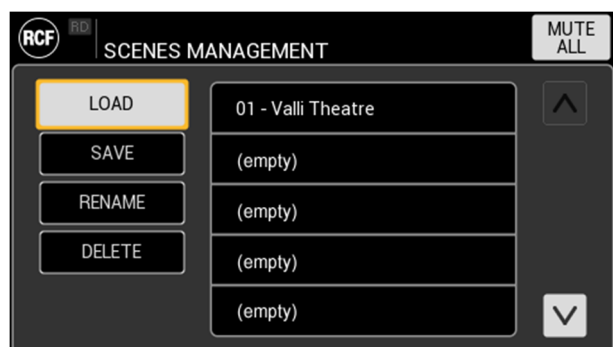 RCF RD
SCENES MANAGEMENT
MUTE
ALL
LOAD
SAVE
RENAME
DELETE
01 - Valli Theatre
(empty)
(empty)
(empty)
(empty)